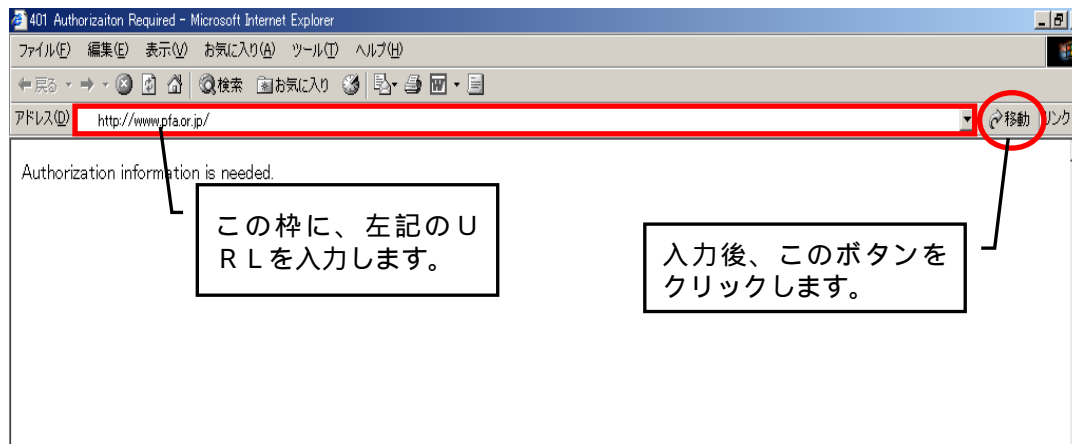 401 Authorizaiton Required - Microsoft Internet Explorer
ファイル(F) 編集(E) 表示(V) お気に入り(A) ツール(T) ヘルプ(H)
戻る 検索 お気に入り
アドレス(D) http://www.pfa.or.jp/ 移動 リンク
Authorization information is needed.
この枠に、左記のU
RLを入力します。
入力後、このボタンを
クリックします。